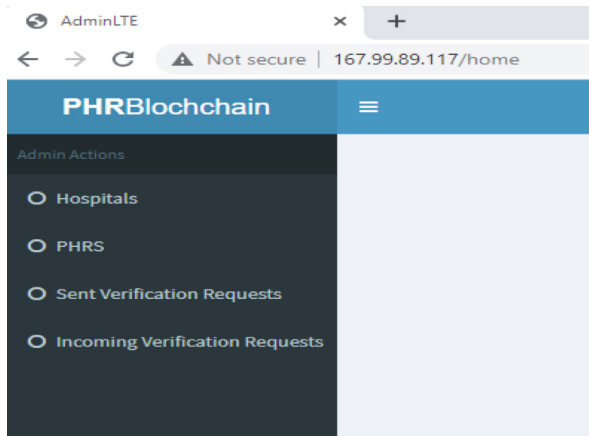 AdminLTE
Not secure | 167.99.89.117/home
PHRBlochchain
Admin Actions
Hospitals
PHRS
Sent Verification Requests
Incoming Verification Requests